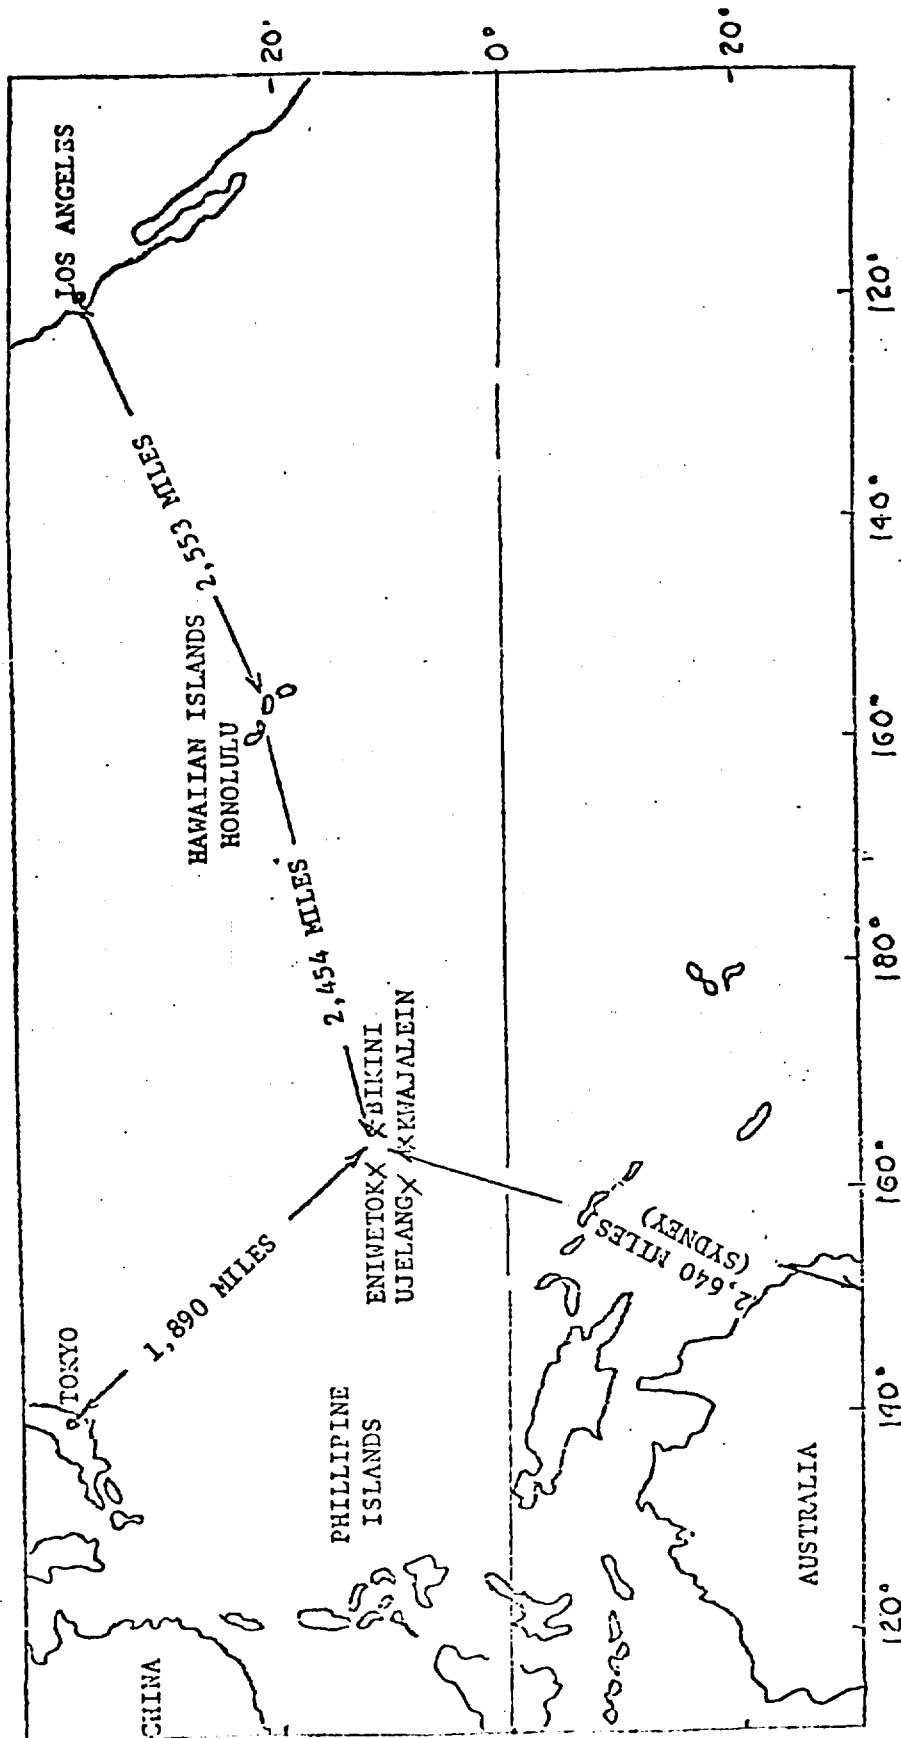 CHINA
TOKYO
1,890 MILES
PHILLIPINE
ISLANDS
ENIWETOK
UJELANG
BIKINI
KWAJALEIN
2,454 MILES
HAWAIIAN ISLANDS
HONOLULU
2,553 MILES
LOS ANGELES
2,640 MILES
(SYDNEY)
AUSTRALIA
20°
0°
20°
120°
140°
160°
180°
160°
120°